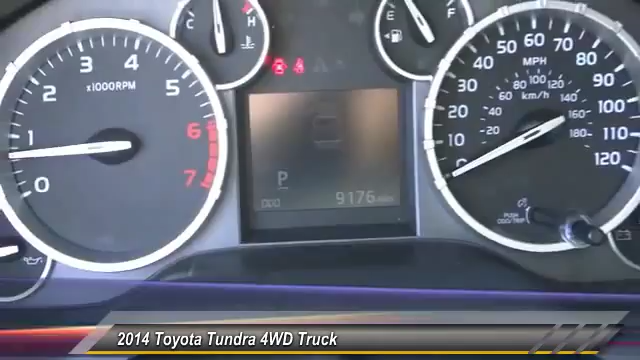 C H
E F
0 1 2 3 4 5 6 7
x1000RPM
0 10 20 30 40 50 60 70 80 90 100 110 120
MPH
20 40 60 80 100 120 140 160 180
km/h
P
ODO 9176
PUSH
ODO/TRIP
2014 Toyota Tundra 4WD Truck